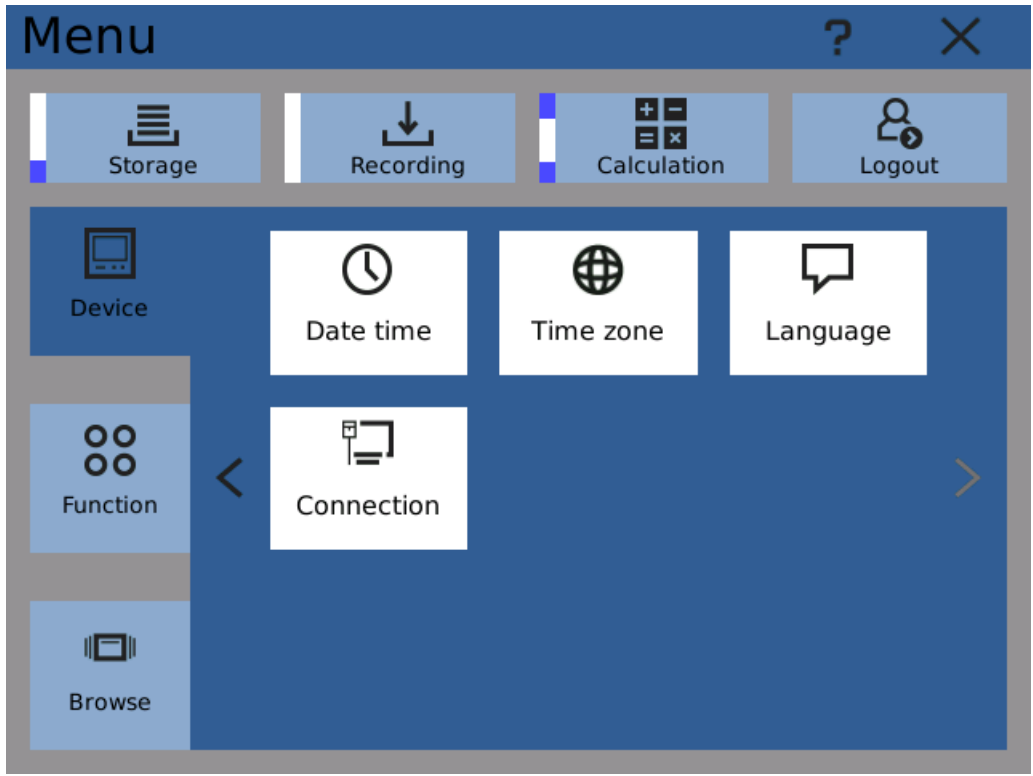 Menu ?
Storage
Recording
Calculation
Logout
Device
Date time
Time zone
Language
Function
Connection
Browse